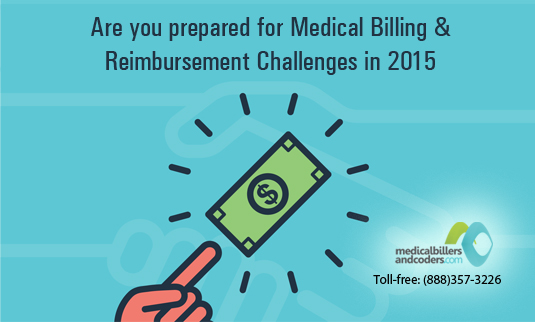 Are you prepared for Medical Billing &
Reimbursement Challenges in 2015
$
medicalbillers
andcoders.com
Toll-free: (888)357-3226